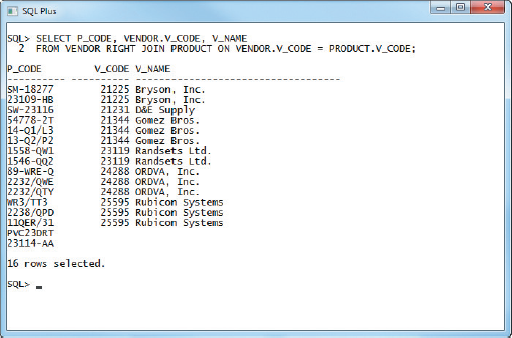 SQL Plus
SQL> SELECT P_CODE, VENDOR.V_CODE, V_NAME
2 FROM VENDOR RIGHT JOIN PRODUCT ON VENDOR.V_CODE = PRODUCT.V_CODE;
P_CODE V_CODE V_NAME
---------- ---------- -----------------------------------
SM-18277 21225 Bryson, Inc.
23109-HB 21225 Bryson, Inc.
SW-23116 21231 D&E Supply
54778-2T 21344 Gomez Bros.
14-Q1/L3 21344 Gomez Bros.
13-Q2/P2 21344 Gomez Bros.
1558-QW1 23119 Randsets Ltd.
1546-QQ2 23119 Randsets Ltd.
89-WRE-Q 24288 ORDVA, Inc.
2232/QWE 24288 ORDVA, Inc.
2232/QTY 24288 ORDVA, Inc.
WR3/TT3 25595 Rubicon Systems
2238/QPD 25595 Rubicon Systems
11QER/31 25595 Rubicon Systems
PVC23DRT
23114-AA
16 rows selected.
SQL> _